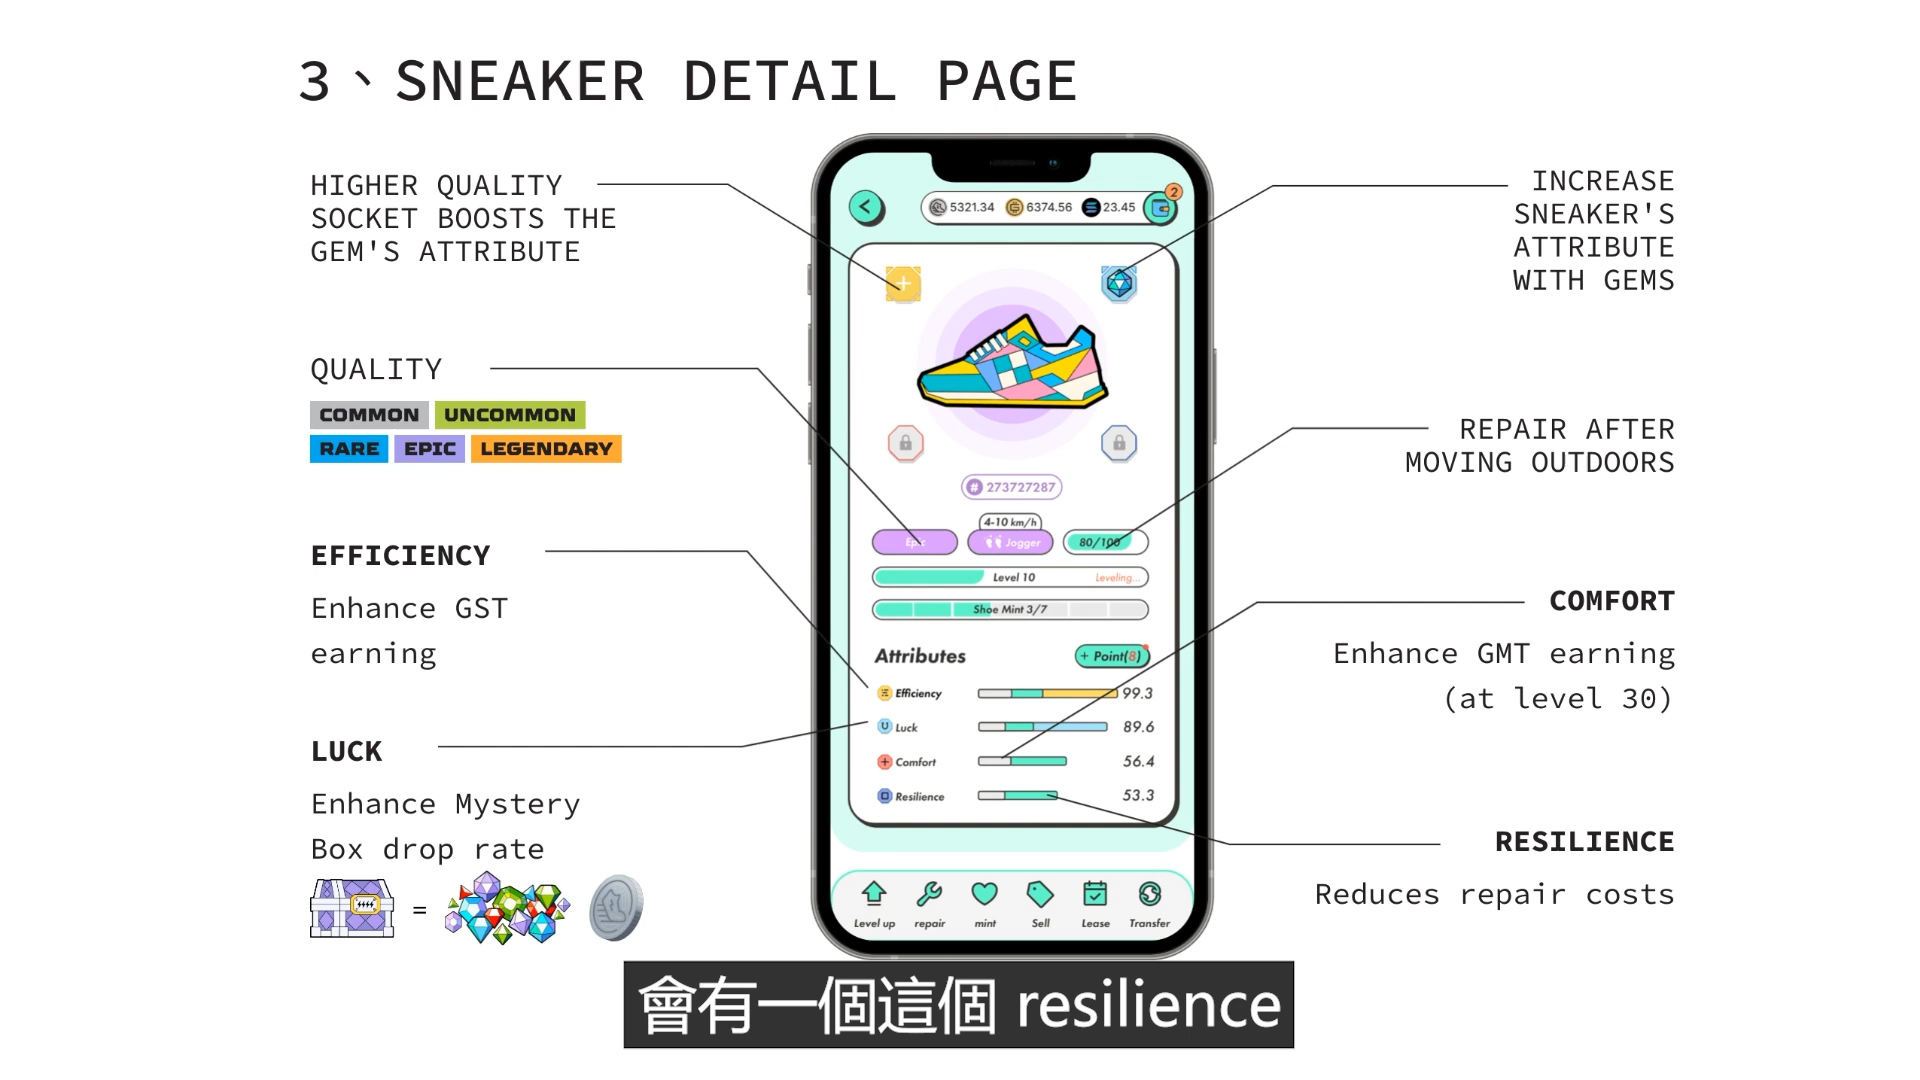 3、SNEAKER DETAIL PAGE
HIGHER QUALITY
SOCKET BOOSTS THE
GEM'S ATTRIBUTE
QUALITY
COMMON UNCOMMON
RARE EPIC LEGENDARY
EFFICIENCY
Enhance GST
earning
LUCK
Enhance Mystery
Box drop rate
=
5321.34 6374.56 23.45 2
# 273727287
4-10 km/h
Epic Jogger 80/100
Level 10 Leveling...
Shoe Mint 3/7
Attributes + Point(8)
Efficiency 99.3
Luck 89.6
Comfort 56.4
Resilience 53.3
Level up repair mint Sell Lease Transfer
INCREASE
SNEAKER'S
ATTRIBUTE
WITH GEMS
REPAIR AFTER
MOVING OUTDOORS
COMFORT
Enhance GMT earning
(at level 30)
RESILIENCE
Reduces repair costs
會有一個這個 resilience